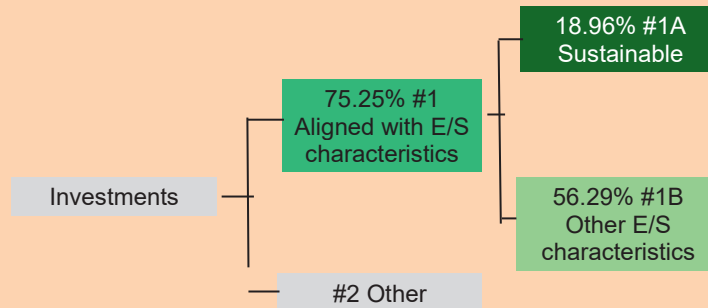 18.96% #1A
Sustainable
75.25% #1
Aligned with E/S
characteristics
Investments
56.29% #1B
Other E/S
characteristics
#2 Other